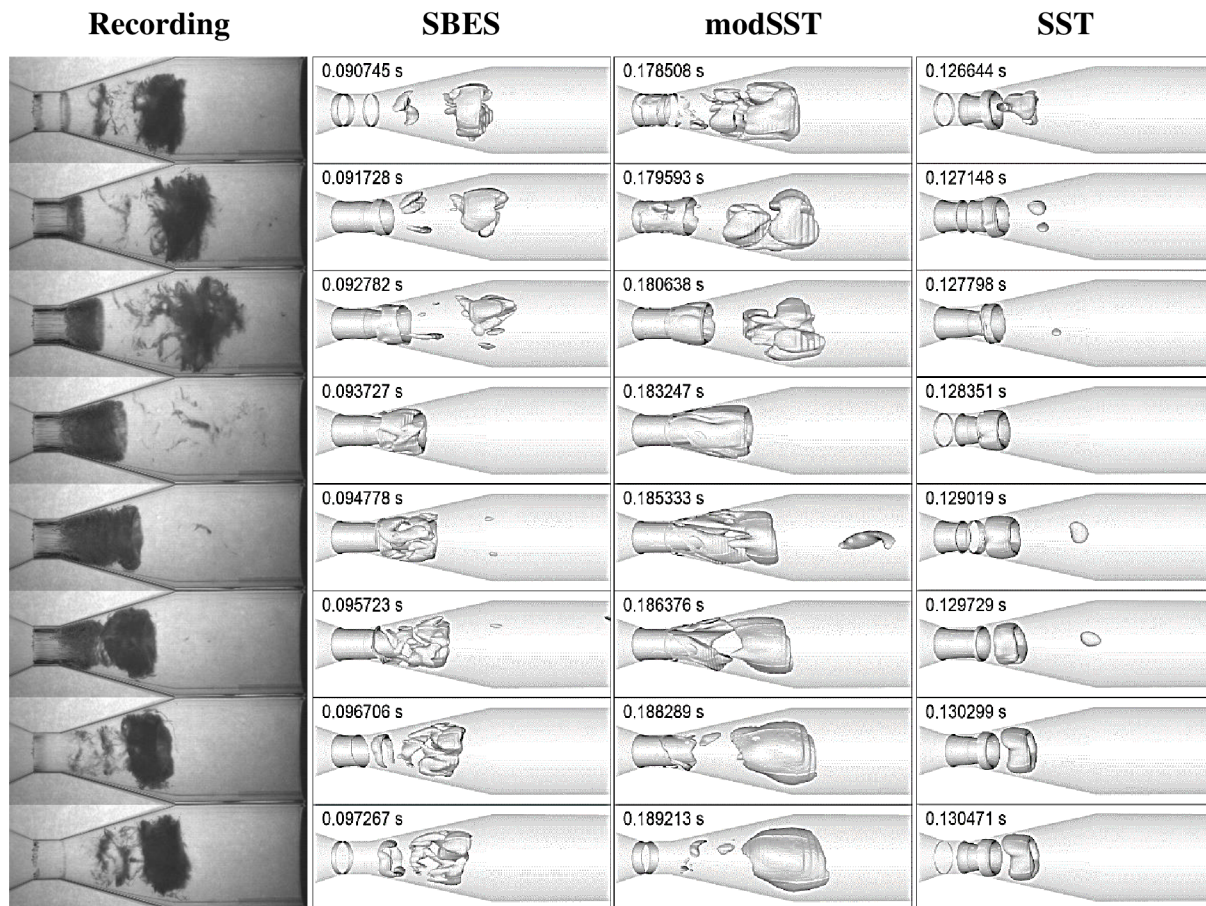 Recording SBES modSST SST
0.090745 s 0.178508 s 0.126644 s
0.091728 s 0.179593 s 0.127148 s
0.092782 s 0.180638 s 0.127798 s
0.093727 s 0.183247 s 0.128351 s
0.094778 s 0.185333 s 0.129019 s
0.095723 s 0.186376 s 0.129729 s
0.096706 s 0.188289 s 0.130299 s
0.097267 s 0.189213 s 0.130471 s